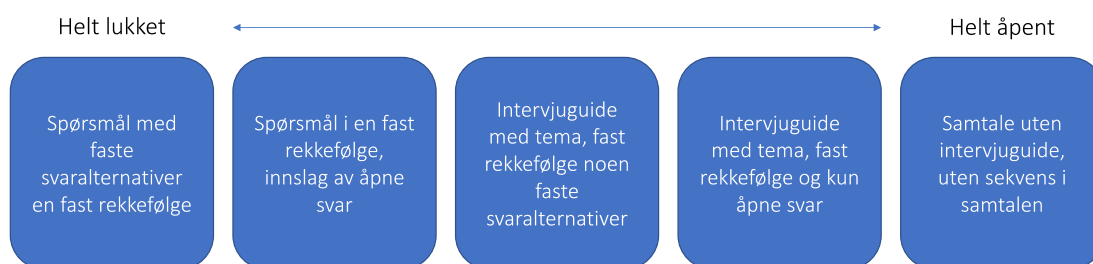 Helt lukket
Helt åpent
Spørsmål med
faste
svaralternativer
en fast rekkefølge
Spørsmål i en fast
rekkefølge,
innslag av åpne
svar
Intervjuguide
med tema, fast
rekkefølge noen
faste
svaralternativer
Intervjuguide
med tema, fast
rekkefølge og kun
åpne svar
Samtale uten
intervjuguide,
uten sekvens i
samtalen